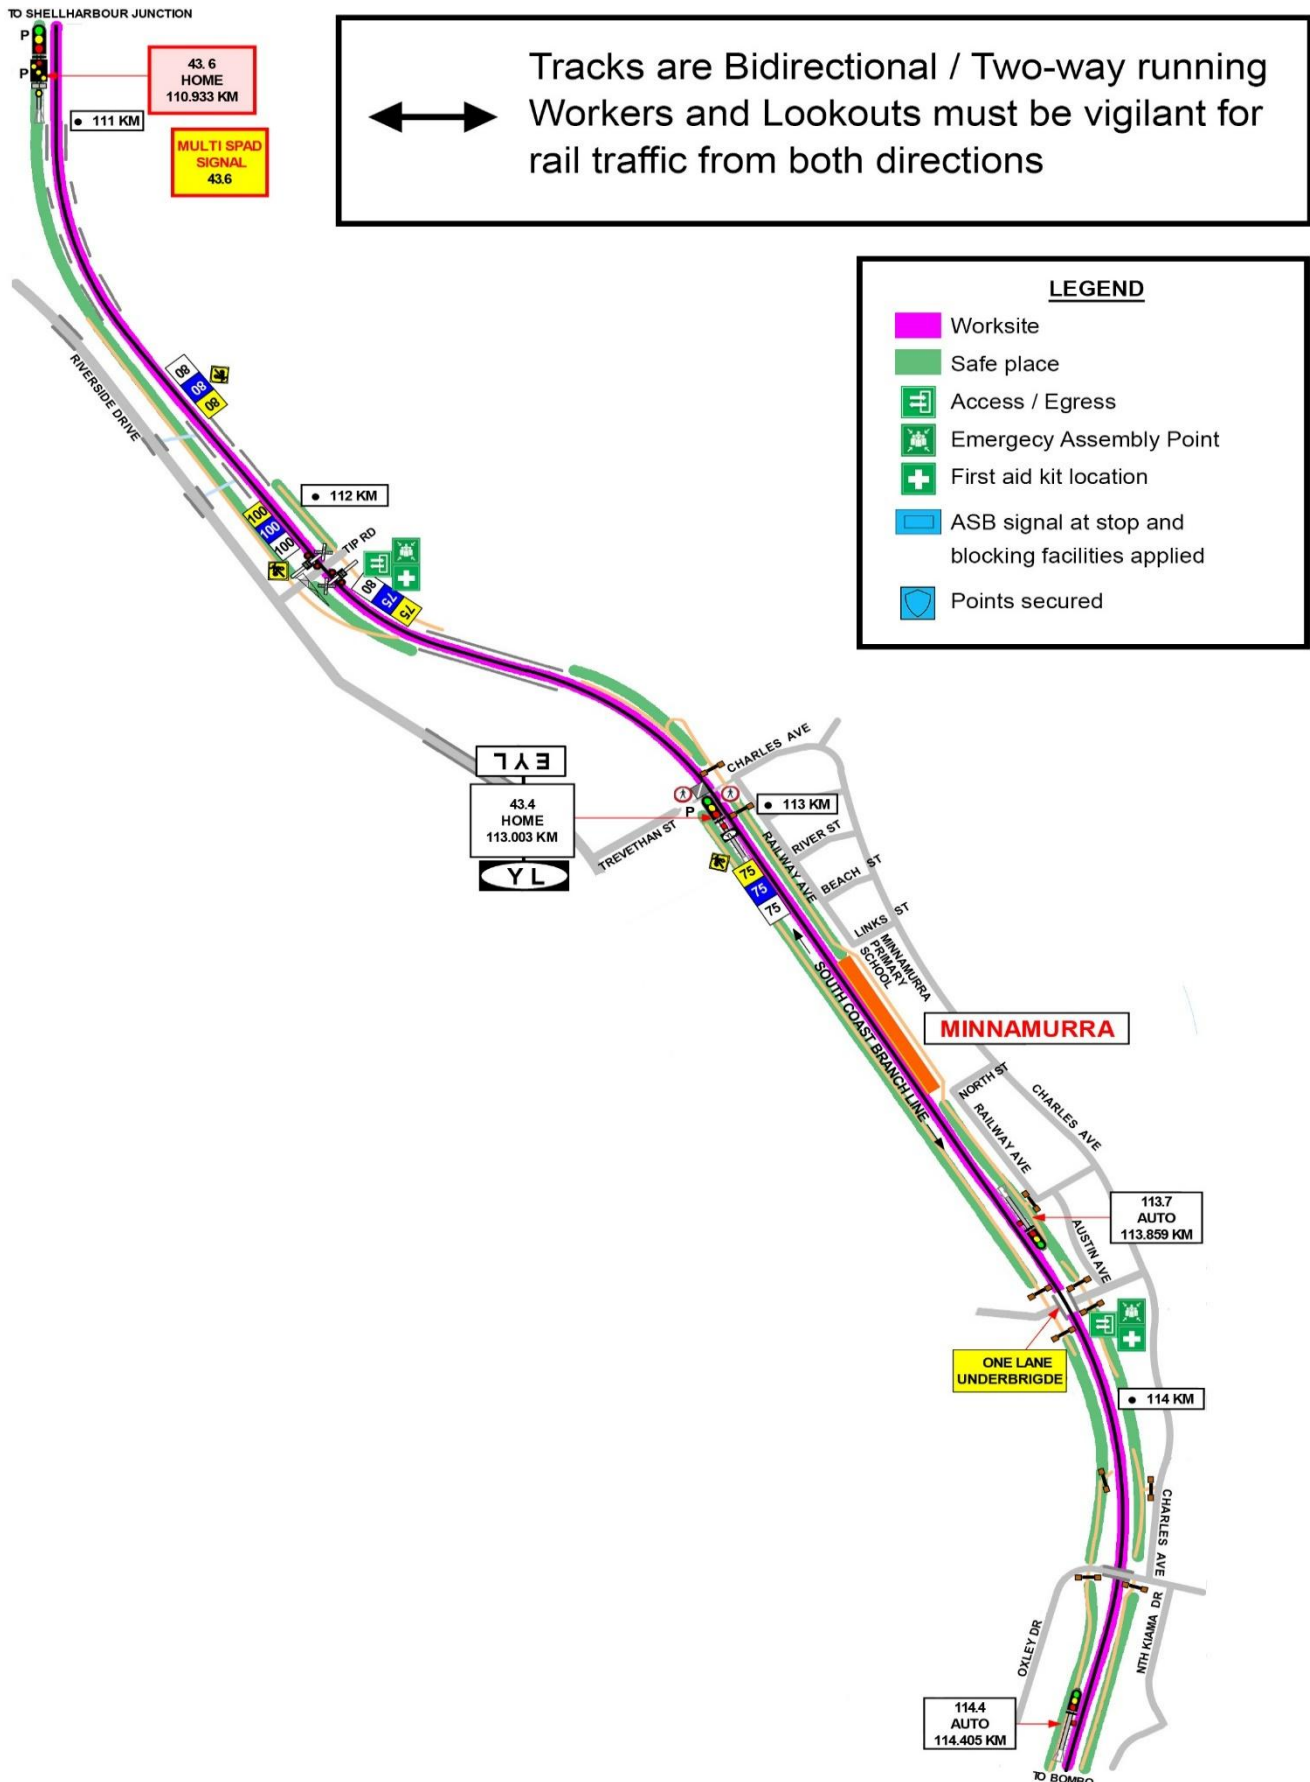 TO SHELLHARBOUR JUNCTION
P
P
43. 6
HOME
110.933 KM
111 KM
MULTI SPAD
SIGNAL
43.6
Tracks are Bidirectional / Two-way running
Workers and Lookouts must be vigilant for
rail traffic from both directions
LEGEND
Worksite
Safe place
Access / Egress
Emergecy Assembly Point
First aid kit location
ASB signal at stop and
blocking facilities applied
Points secured
RIVERSIDE DRIVE
80
80
80
112 KM
100
100
100
TIP RD
80
75
75
EYL
43.4
HOME
113.003 KM
YL
CHARLES AVE
P
113 KM
TREVETHAN ST
RAILWAY AVE
RIVER ST
BEACH ST
LINKS ST
75
75
75
MINNAMURRA
PRIMARY
SCHOOL
SOUTH COAST BRANCH LINE
MINNAMURRA
NORTH ST
CHARLES AVE
RAILWAY AVE
113.7
AUTO
113.859 KM
AUSTIN AVE
ONE LANE
UNDERBRIGDE
114 KM
CHARLES AVE
OXLEY DR
NTH KIAMA DR
114.4
AUTO
114.405 KM
TO BOMBO